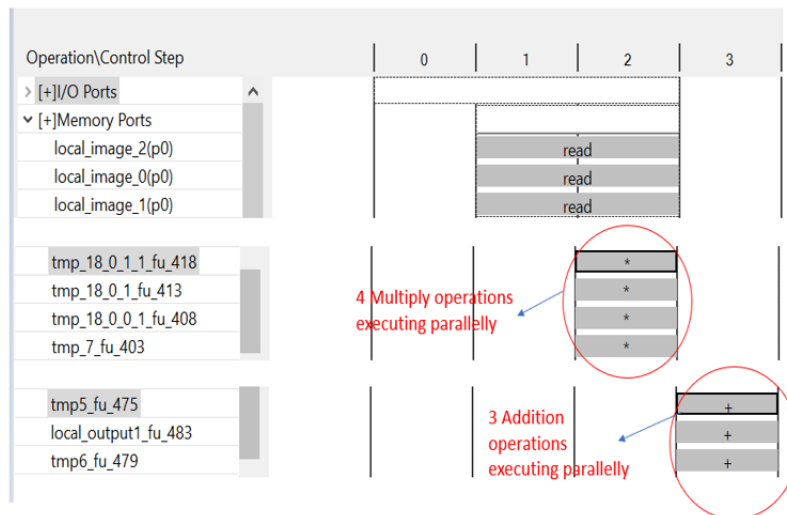 Operation\Control Step 0 1 2 3
[+]I/O Ports
[+]Memory Ports
local_image_2(p0) read
local_image_0(p0) read
local_image_1(p0) read
tmp_18_0_1_1_fu_418 *
tmp_18_0_1_fu_413 *
tmp_18_0_0_1_fu_408 *
tmp_7_fu_403 *
4 Multiply operations
executing parallelly
tmp5_fu_475 +
local_output1_fu_483 +
tmp6_fu_479 +
3 Addition
operations
executing parallelly